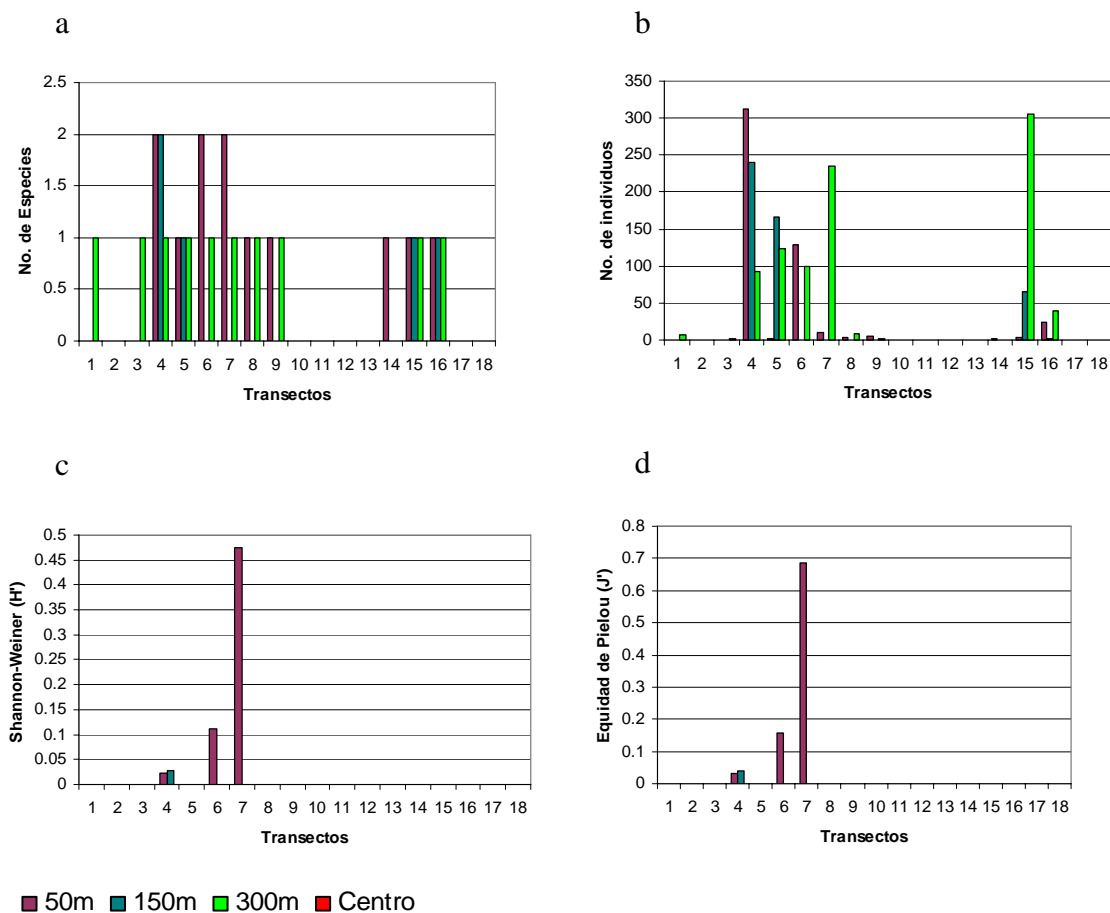 a
b
2.5
2
1.5
1
0.5
0
No. de Especies
1 2 3 4 5 6 7 8 9 10 11 12 13 14 15 16 17 18
Transectos
350
300
250
200
150
100
50
0
No. de individuos
1 2 3 4 5 6 7 8 9 10 11 12 13 14 15 16 17 18
Transectos
c
d
0.5
0.45
0.4
0.35
0.3
0.25
0.2
0.15
0.1
0.05
0
Shannon-Weiner (H')
1 2 3 4 5 6 7 8 9 10 11 12 13 14 15 16 17 18
Transectos
0.8
0.7
0.6
0.5
0.4
0.3
0.2
0.1
0
Equidad de Pielou (J')
1 2 3 4 5 6 7 8 9 10 11 12 13 14 15 16 17 18
Transectos
50m 150m 300m Centro